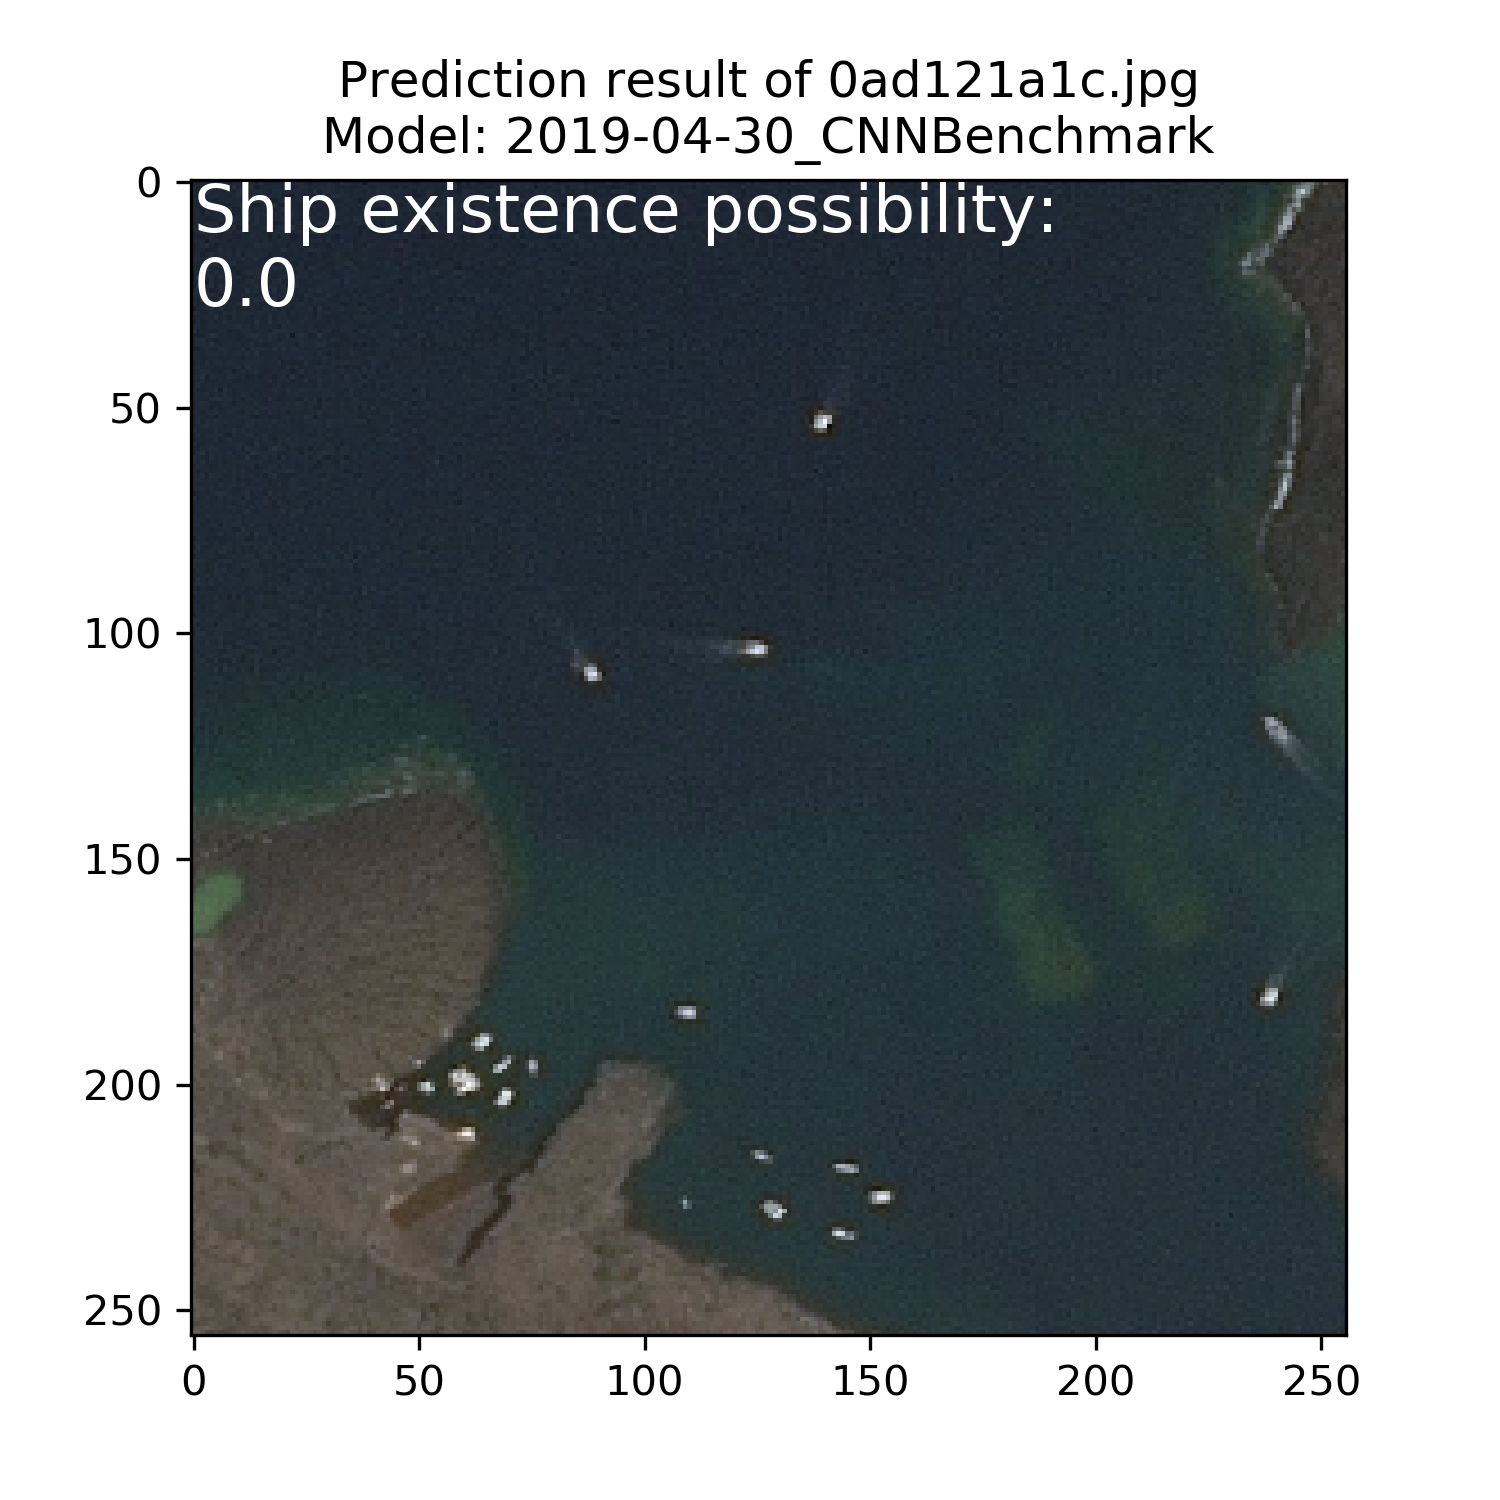 Prediction result of 0ad121a1c.jpg
Model: 2019-04-30_CNNBenchmark
Ship existence possibility:
0.0
0
50
100
150
200
250
0 50 100 150 200 250